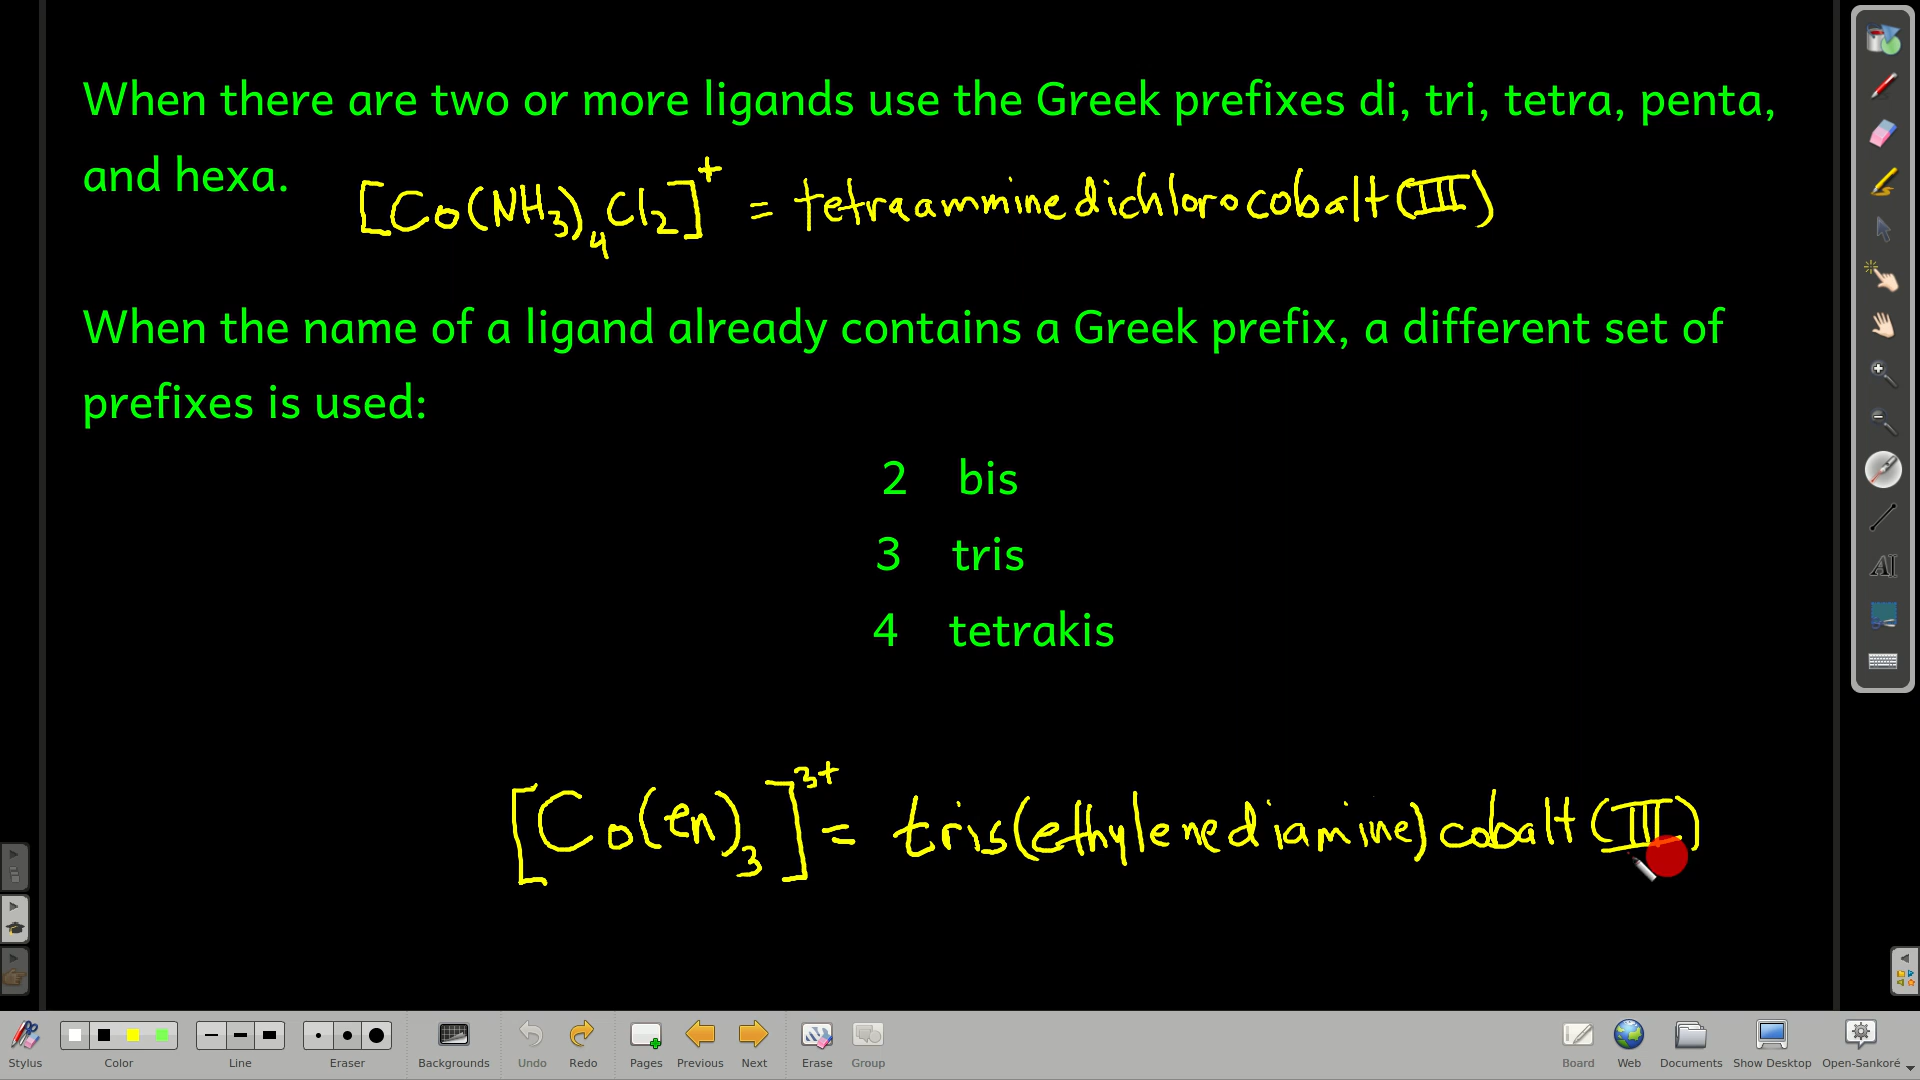 When there are two or more ligands use the Greek prefixes di, tri, tetra, penta,
and hexa.
[Co(NH₃)₄Cl₂]⁺ = tetraamminedichlorocobalt(III)
When the name of a ligand already contains a Greek prefix, a different set of
prefixes is used:
2 bis
3 tris
4 tetrakis
[Co(en)₃]³⁺ = tris(ethylenediamine)cobalt(III)
AI
Stylus Color Line Eraser Backgrounds Undo Redo Pages Previous Next Erase Group Board Web Documents Show Desktop Open-Sankoré